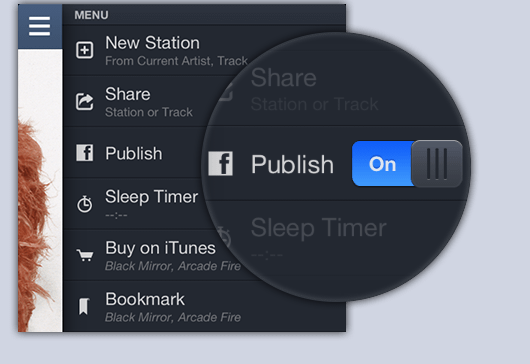 MENU
New Station
From Current Artist, Track
Share
Station or Track
Publish
Sleep Timer
--:--
Buy on iTunes
Black Mirror, Arcade Fire
Bookmark
Black Mirror, Arcade Fire
Share
Station or Track
Publish On
Sleep Timer
--:--